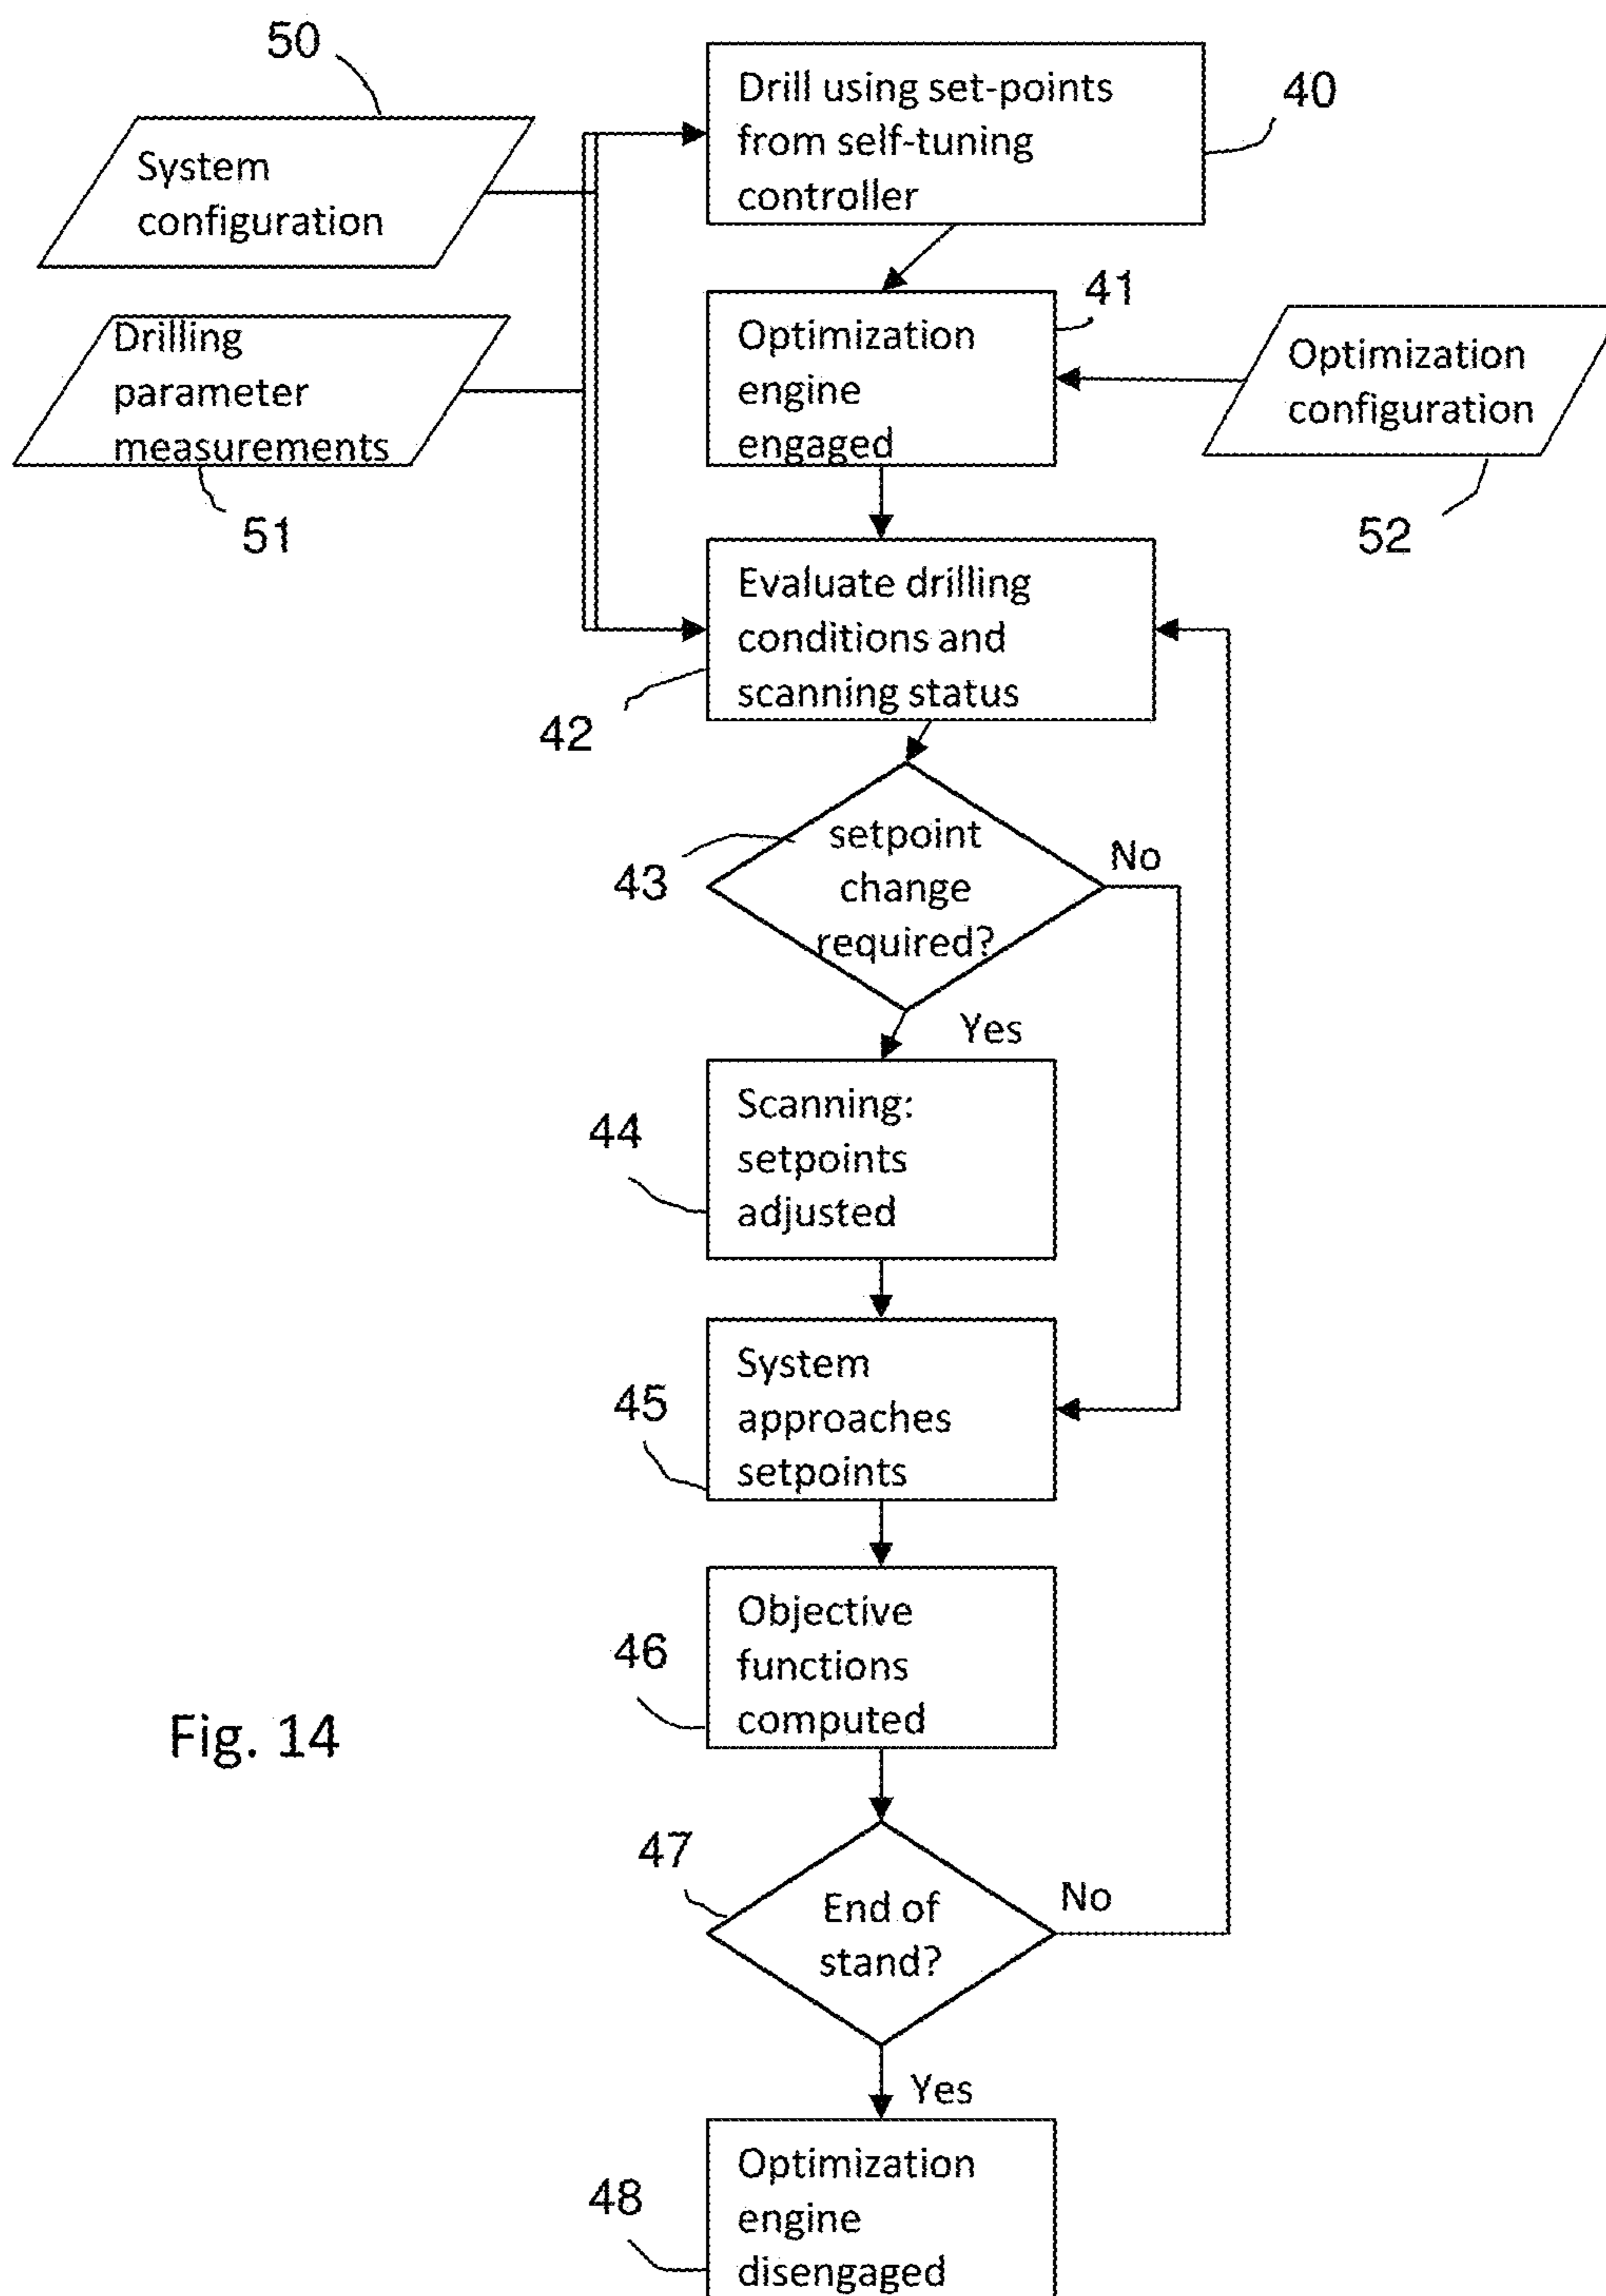 50
Drill using set-points
from self-tuning
controller
40
System
configuration
41
Drilling
parameter
measurements
51
Optimization
engine
engaged
Optimization
configuration
52
Evaluate drilling
conditions and
scanning status
42
setpoint
change
required?
43
No
Yes
Scanning:
setpoints
adjusted
44
System
approaches
setpoints
45
Objective
functions
computed
46
Fig. 14
47
End of
stand?
No
Yes
Optimization
engine
disengaged
48